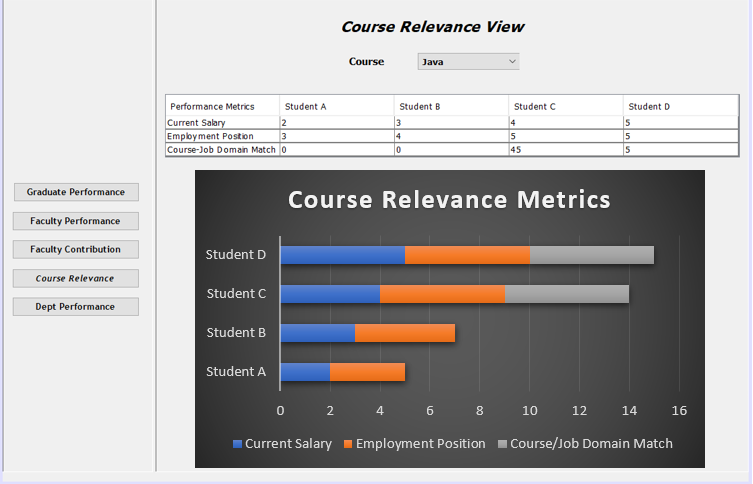 Course Relevance View
Course Java
Performance Metrics Student A Student B Student C Student D
Current Salary 2 3 4 5
Employment Position 3 4 5 5
Course-Job Domain Match 0 0 45 5
Graduate Performance
Faculty Performance
Faculty Contribution
Course Relevance
Dept Performance
Course Relevance Metrics
Student D
Student C
Student B
Student A
0 2 4 6 8 10 12 14 16
Current Salary Employment Position Course/Job Domain Match